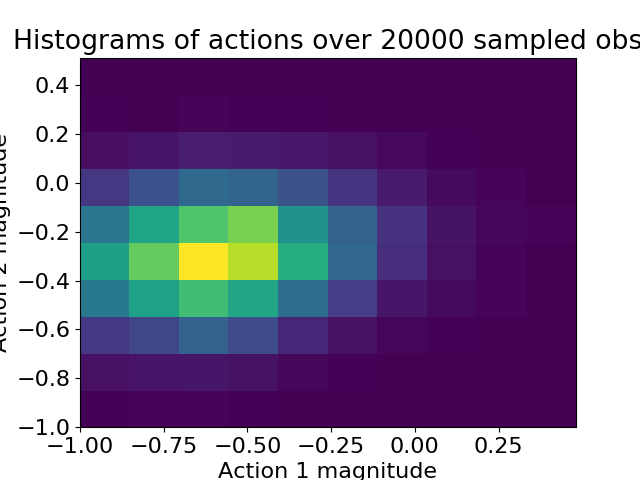 Histograms of actions over 20000 sampled obs
0.4
0.2
0.0
−0.2
−0.4
−0.6
−0.8
−1.0
Action 2 magnitude
−1.00 −0.75 −0.50 −0.25 0.00 0.25
Action 1 magnitude